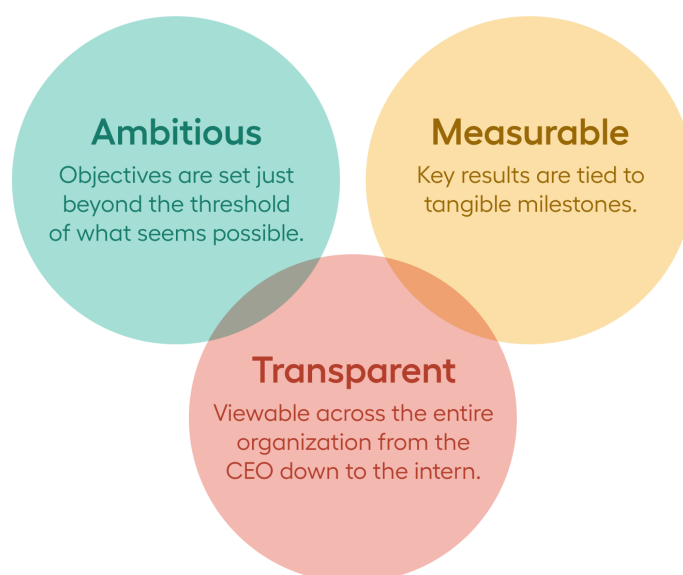 Ambitious
Objectives are set just
beyond the threshold
of what seems possible.
Measurable
Key results are tied to
tangible milestones.
Transparent
Viewable across the entire
organization from the
CEO down to the intern.